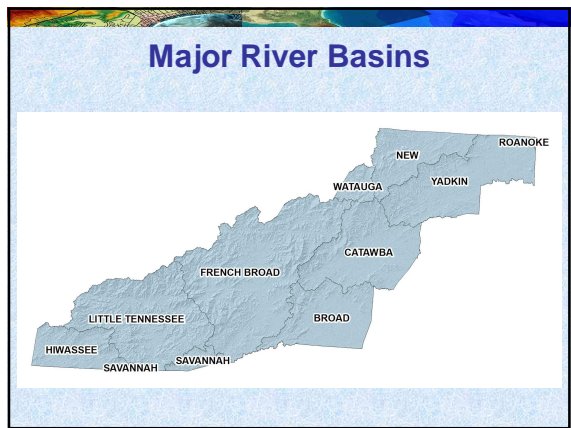 Major River Basins
ROANOKE
NEW
YADKIN
WATAUGA
CATAWBA
FRENCH BROAD
LITTLE TENNESSEE
BROAD
HIWASSEE
SAVANNAH
SAVANNAH